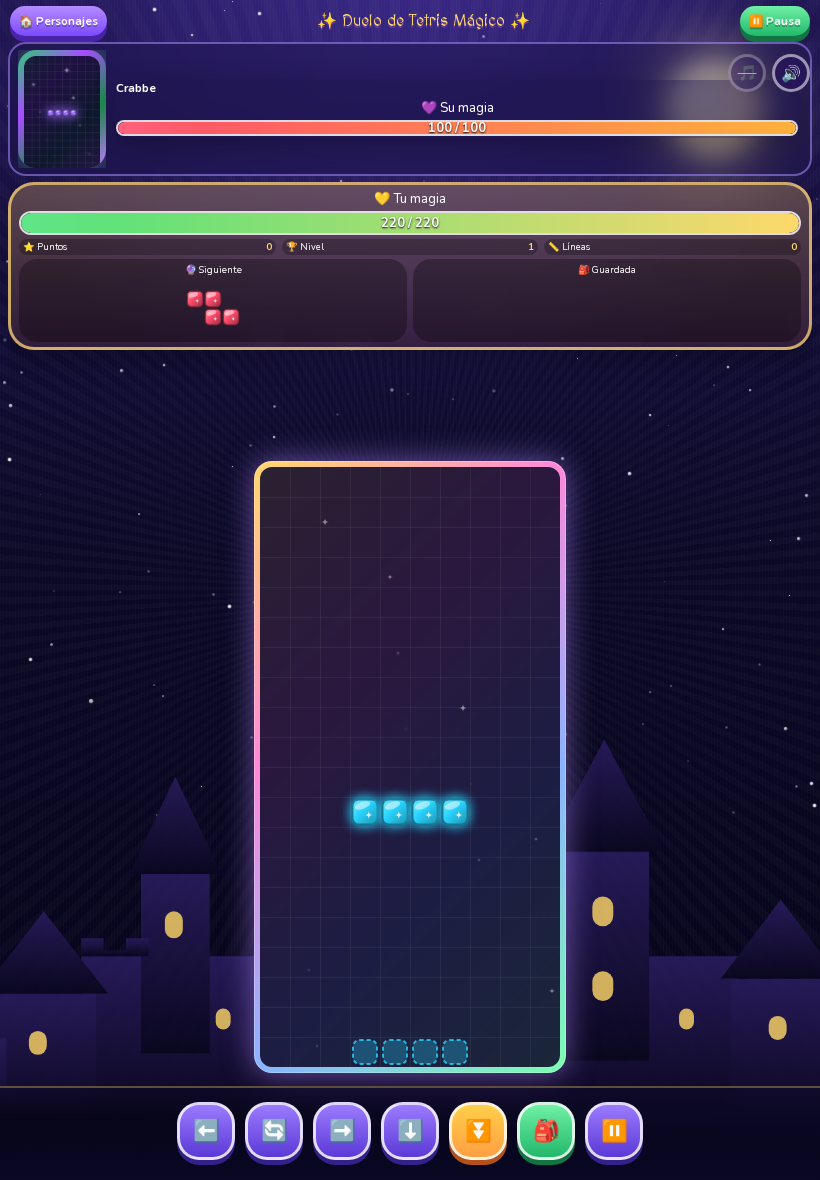 Personajes
✨ Duelo de Tetris Mágico ✨
Pausa
Crabbe
💜 Su magia
100 / 100
💛 Tu magia
220 / 220
⭐ Puntos 0
🏆 Nivel 1
📏 Líneas 0
🔮 Siguiente
🎒 Guardada